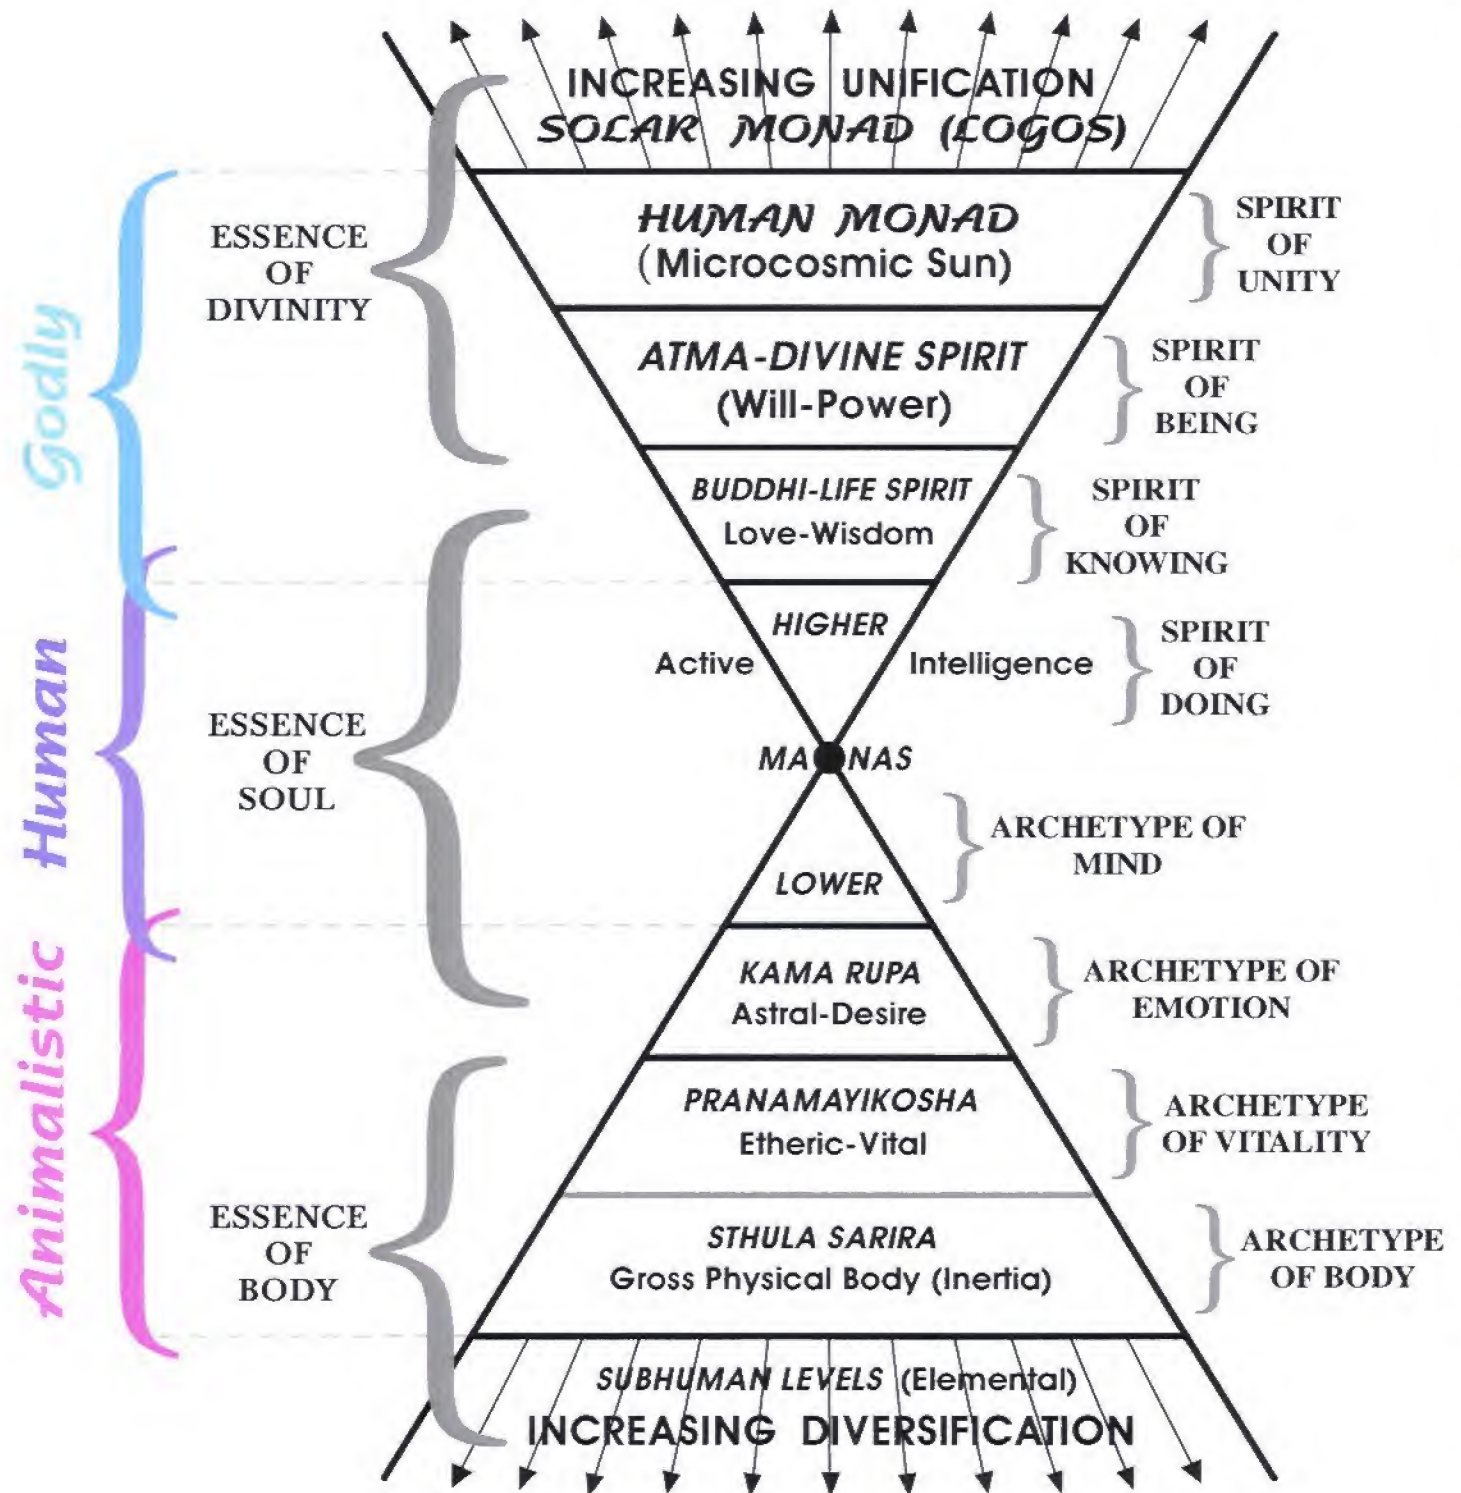 INCREASING UNIFICATION
SOLAR MONAD (LOGOS)
HUMAN MONAD
(Microcosmic Sun)
SPIRIT
OF
UNITY
ESSENCE
OF
DIVINITY
Godly
ATMA-DIVINE SPIRIT
(Will-Power)
SPIRIT
OF
BEING
BUDDHI-LIFE SPIRIT
Love-Wisdom
SPIRIT
OF
KNOWING
HIGHER
Active Intelligence
SPIRIT
OF
DOING
Human
ESSENCE
OF
SOUL
MANAS
ARCHETYPE OF
MIND
LOWER
KAMA RUPA
Astral-Desire
ARCHETYPE OF
EMOTION
Animalistic
PRANAMAYIKOSHA
Etheric-Vital
ARCHETYPE
OF VITALITY
ESSENCE
OF
BODY
STHULA SARIRA
Gross Physical Body (Inertia)
ARCHETYPE
OF BODY
SUBHUMAN LEVELS (Elemental)
INCREASING DIVERSIFICATION